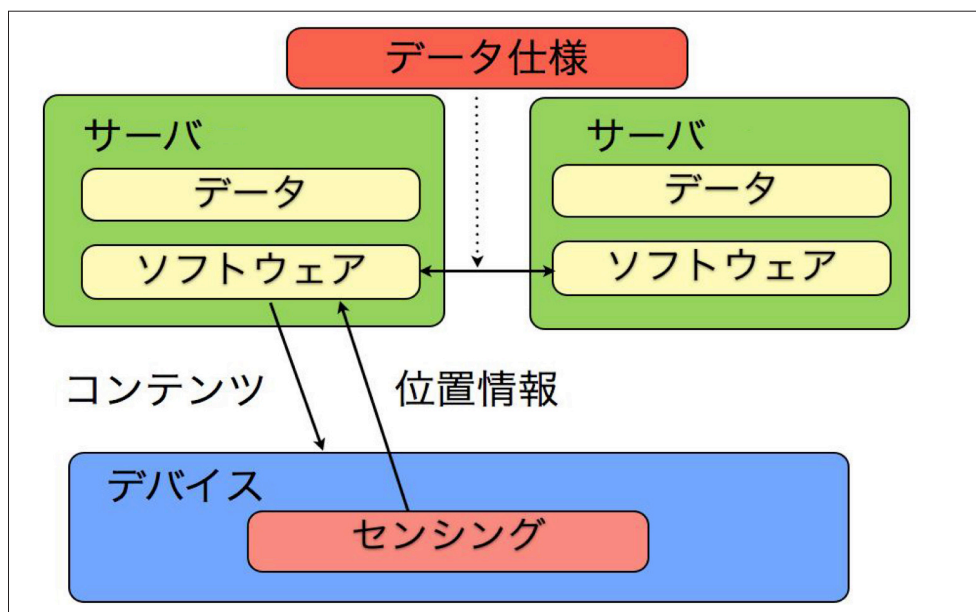 データ仕様
サーバ
データ
ソフトウェア
サーバ
データ
ソフトウェア
コンテンツ
位置情報
デバイス
センシング